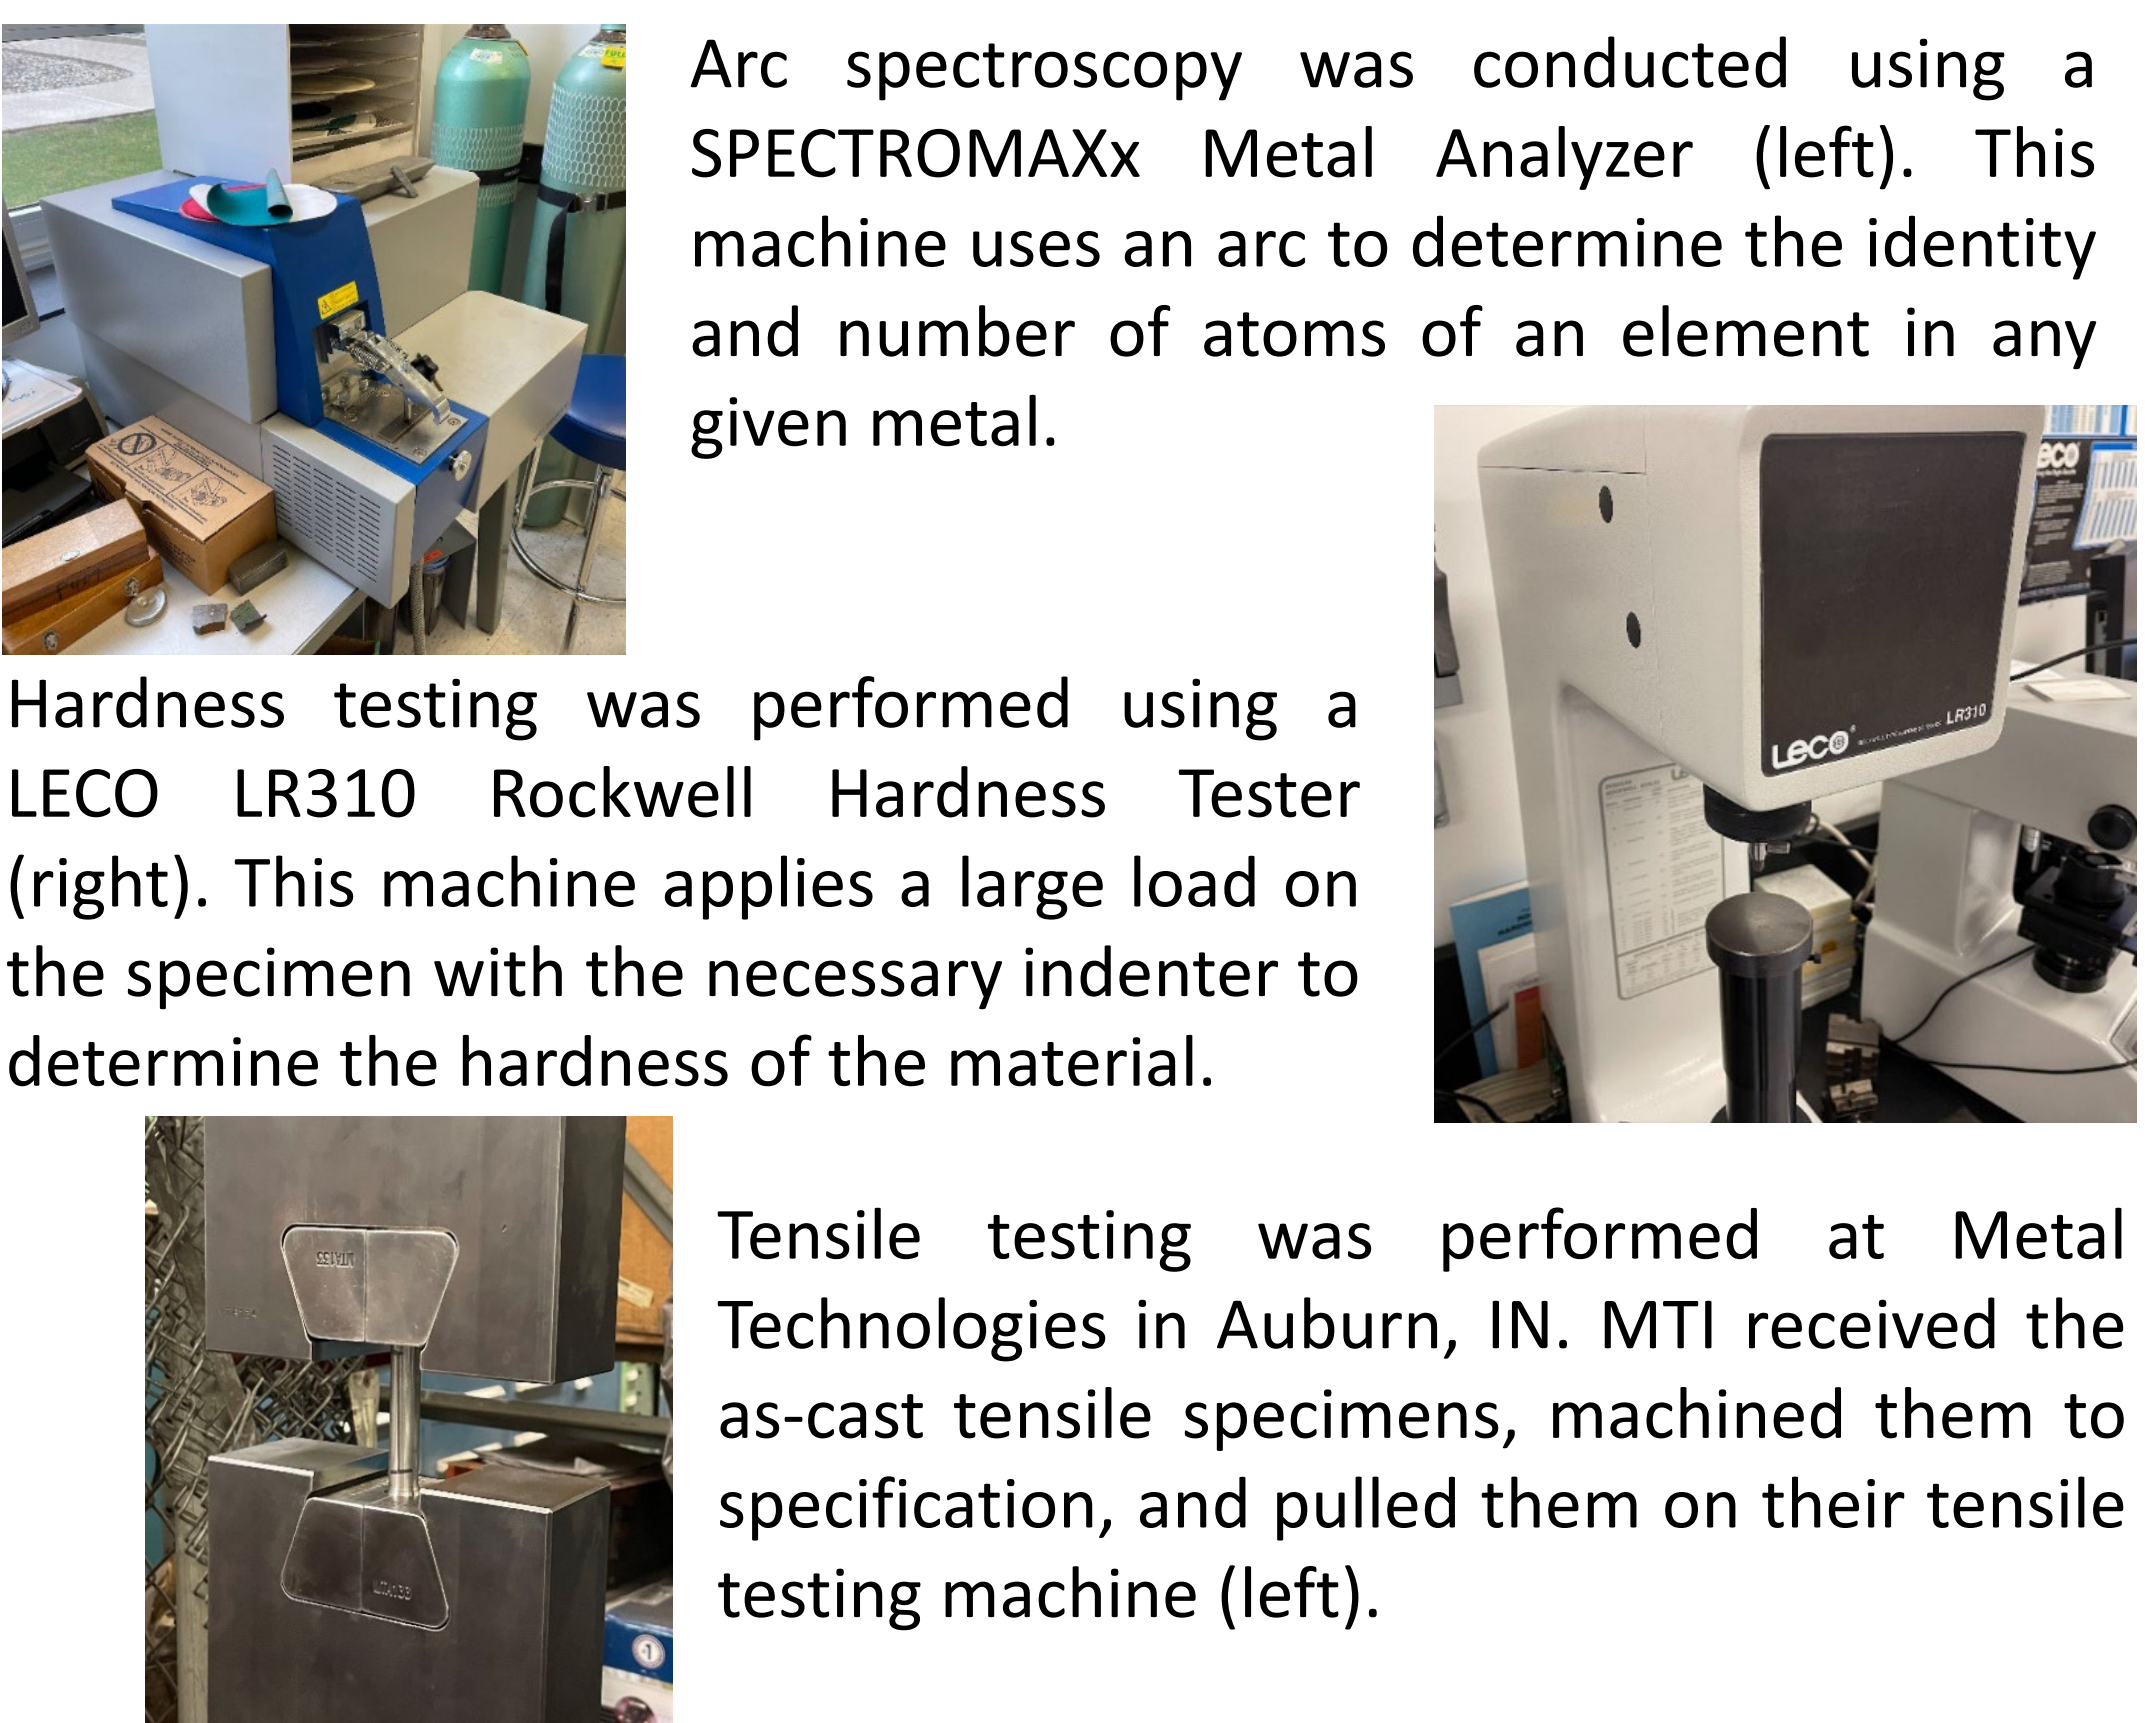 Arc spectroscopy was conducted using a
SPECTROMAXx Metal Analyzer (left). This
machine uses an arc to determine the identity
and number of atoms of an element in any
given metal.
Leco
LR310
Leco
Hardness testing was performed using a
LECO LR310 Rockwell Hardness Tester
(right). This machine applies a large load on
the specimen with the necessary indenter to
determine the hardness of the material.
MTA133
MTA133
1
Tensile testing was performed at Metal
Technologies in Auburn, IN. MTI received the
as-cast tensile specimens, machined them to
specification, and pulled them on their tensile
testing machine (left).